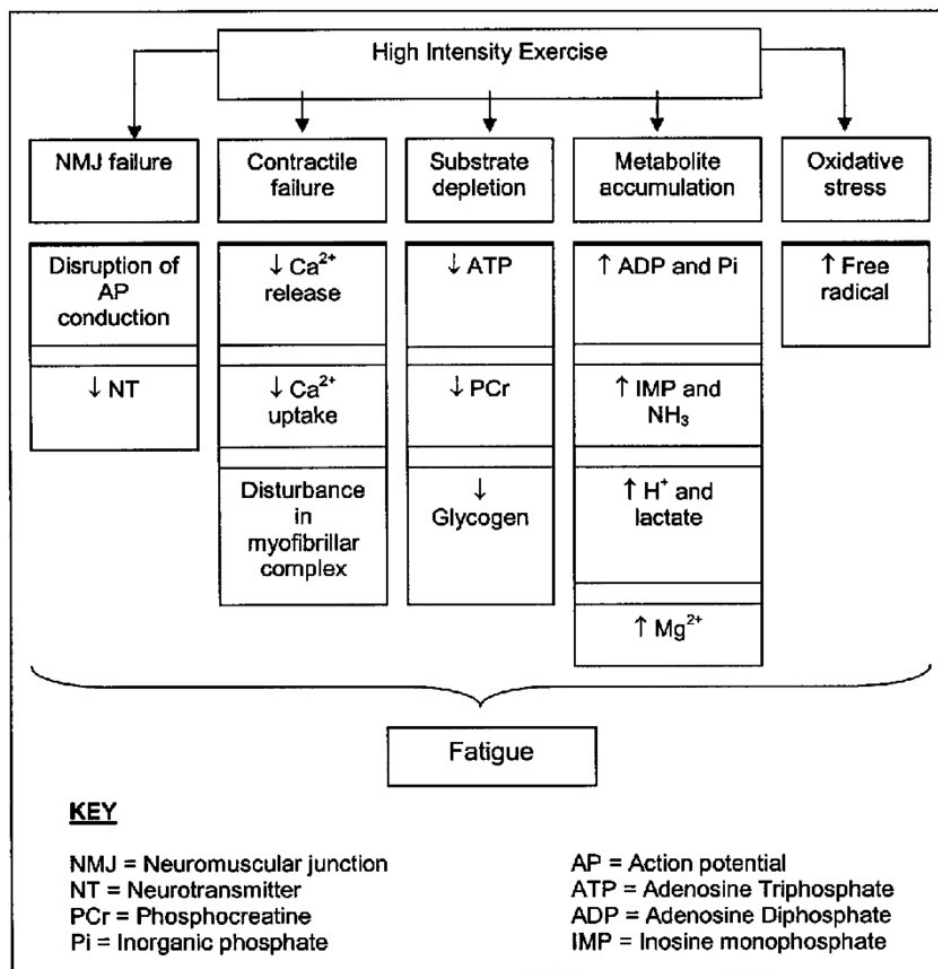 High Intensity Exercise
NMJ failure
Contractile
failure
Substrate
depletion
Metabolite
accumulation
Oxidative
stress
Disruption of
AP
conduction
↓ NT
↓ Ca²⁺
release
↓ Ca²⁺
uptake
Disturbance
in
myofibrillar
complex
↓ ATP
↓ PCr
↓
Glycogen
↑ ADP and Pi
↑ IMP and
NH₃
↑ H⁺ and
lactate
↑ Mg²⁺
↑ Free
radical
Fatigue
KEY
NMJ = Neuromuscular junction
NT = Neurotransmitter
PCr = Phosphocreatine
Pi = Inorganic phosphate
AP = Action potential
ATP = Adenosine Triphosphate
ADP = Adenosine Diphosphate
IMP = Inosine monophosphate